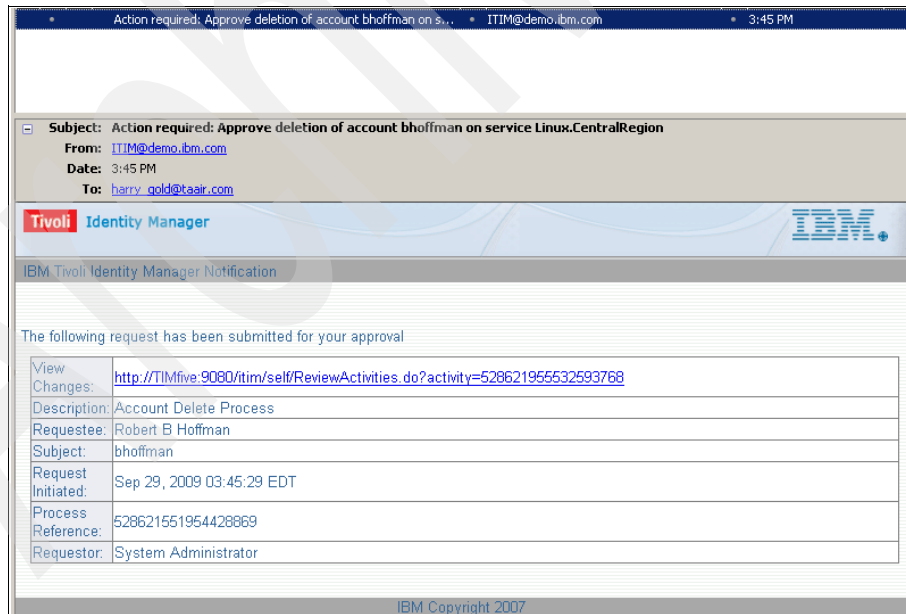 Action required: Approve deletion of account bhoffman on s... ITIM@demo.ibm.com 3:45 PM
Subject: Action required: Approve deletion of account bhoffman on service Linux.CentralRegion
From: ITIM@demo.ibm.com
Date: 3:45 PM
To: harry_gold@taair.com
Tivoli Identity Manager IBM.
IBM Tivoli Identity Manager Notification
The following request has been submitted for your approval
View
Changes: http://TIMfive:9080/itim/self/ReviewActivities.do?activity=528621955532593768
Description: Account Delete Process
Requestee: Robert B Hoffman
Subject: bhoffman
Request
Initiated: Sep 29, 2009 03:45:29 EDT
Process
Reference: 528621551954428869
Requestor: System Administrator
IBM Copyright 2007